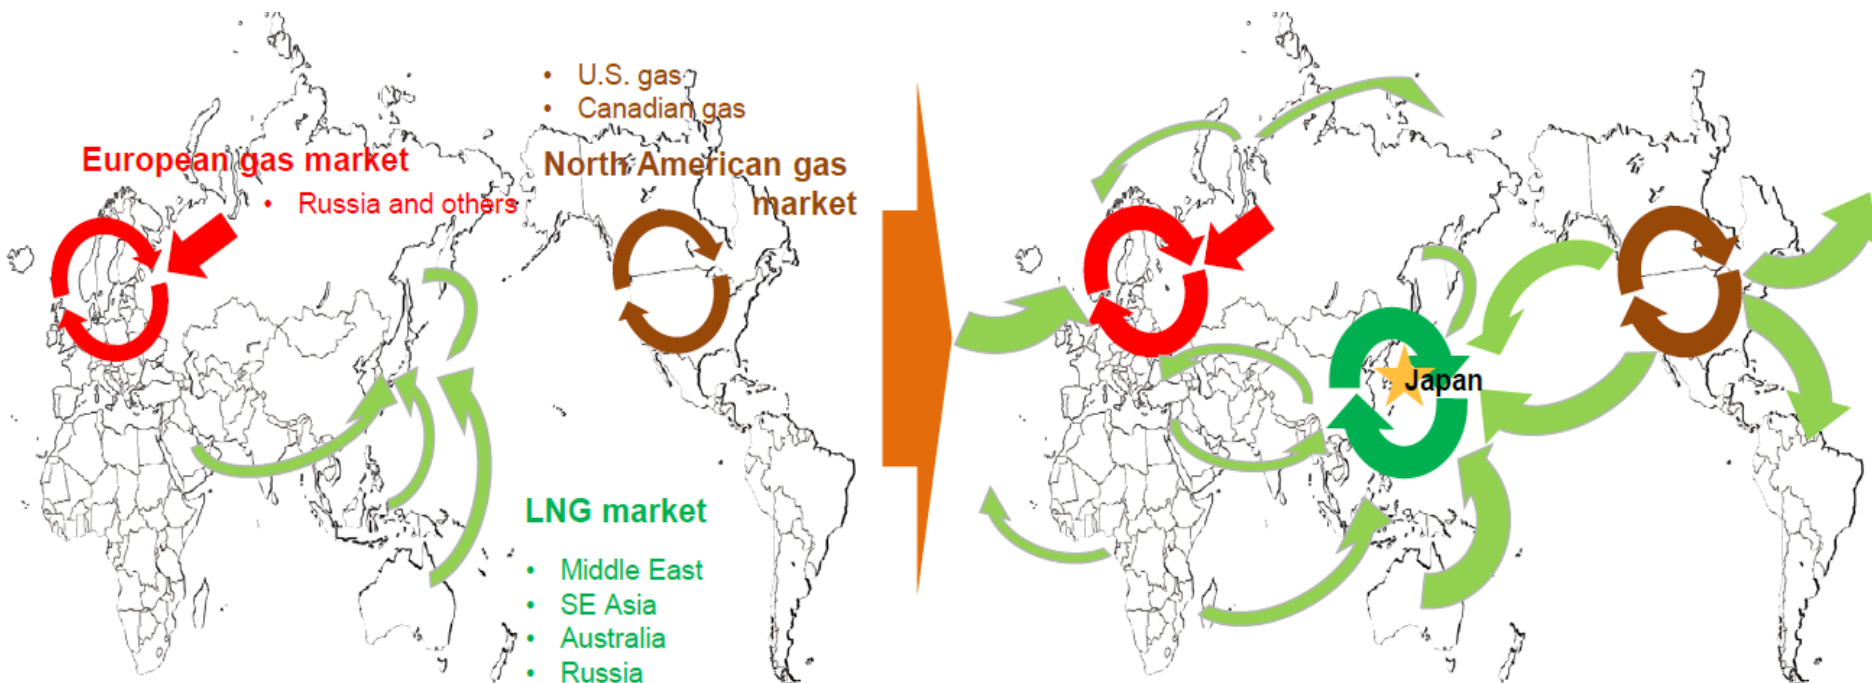 • U.S. gas
• Canadian gas
European gas market
• Russia and others
North American gas
market
LNG market
• Middle East
• SE Asia
• Australia
• Russia
Japan